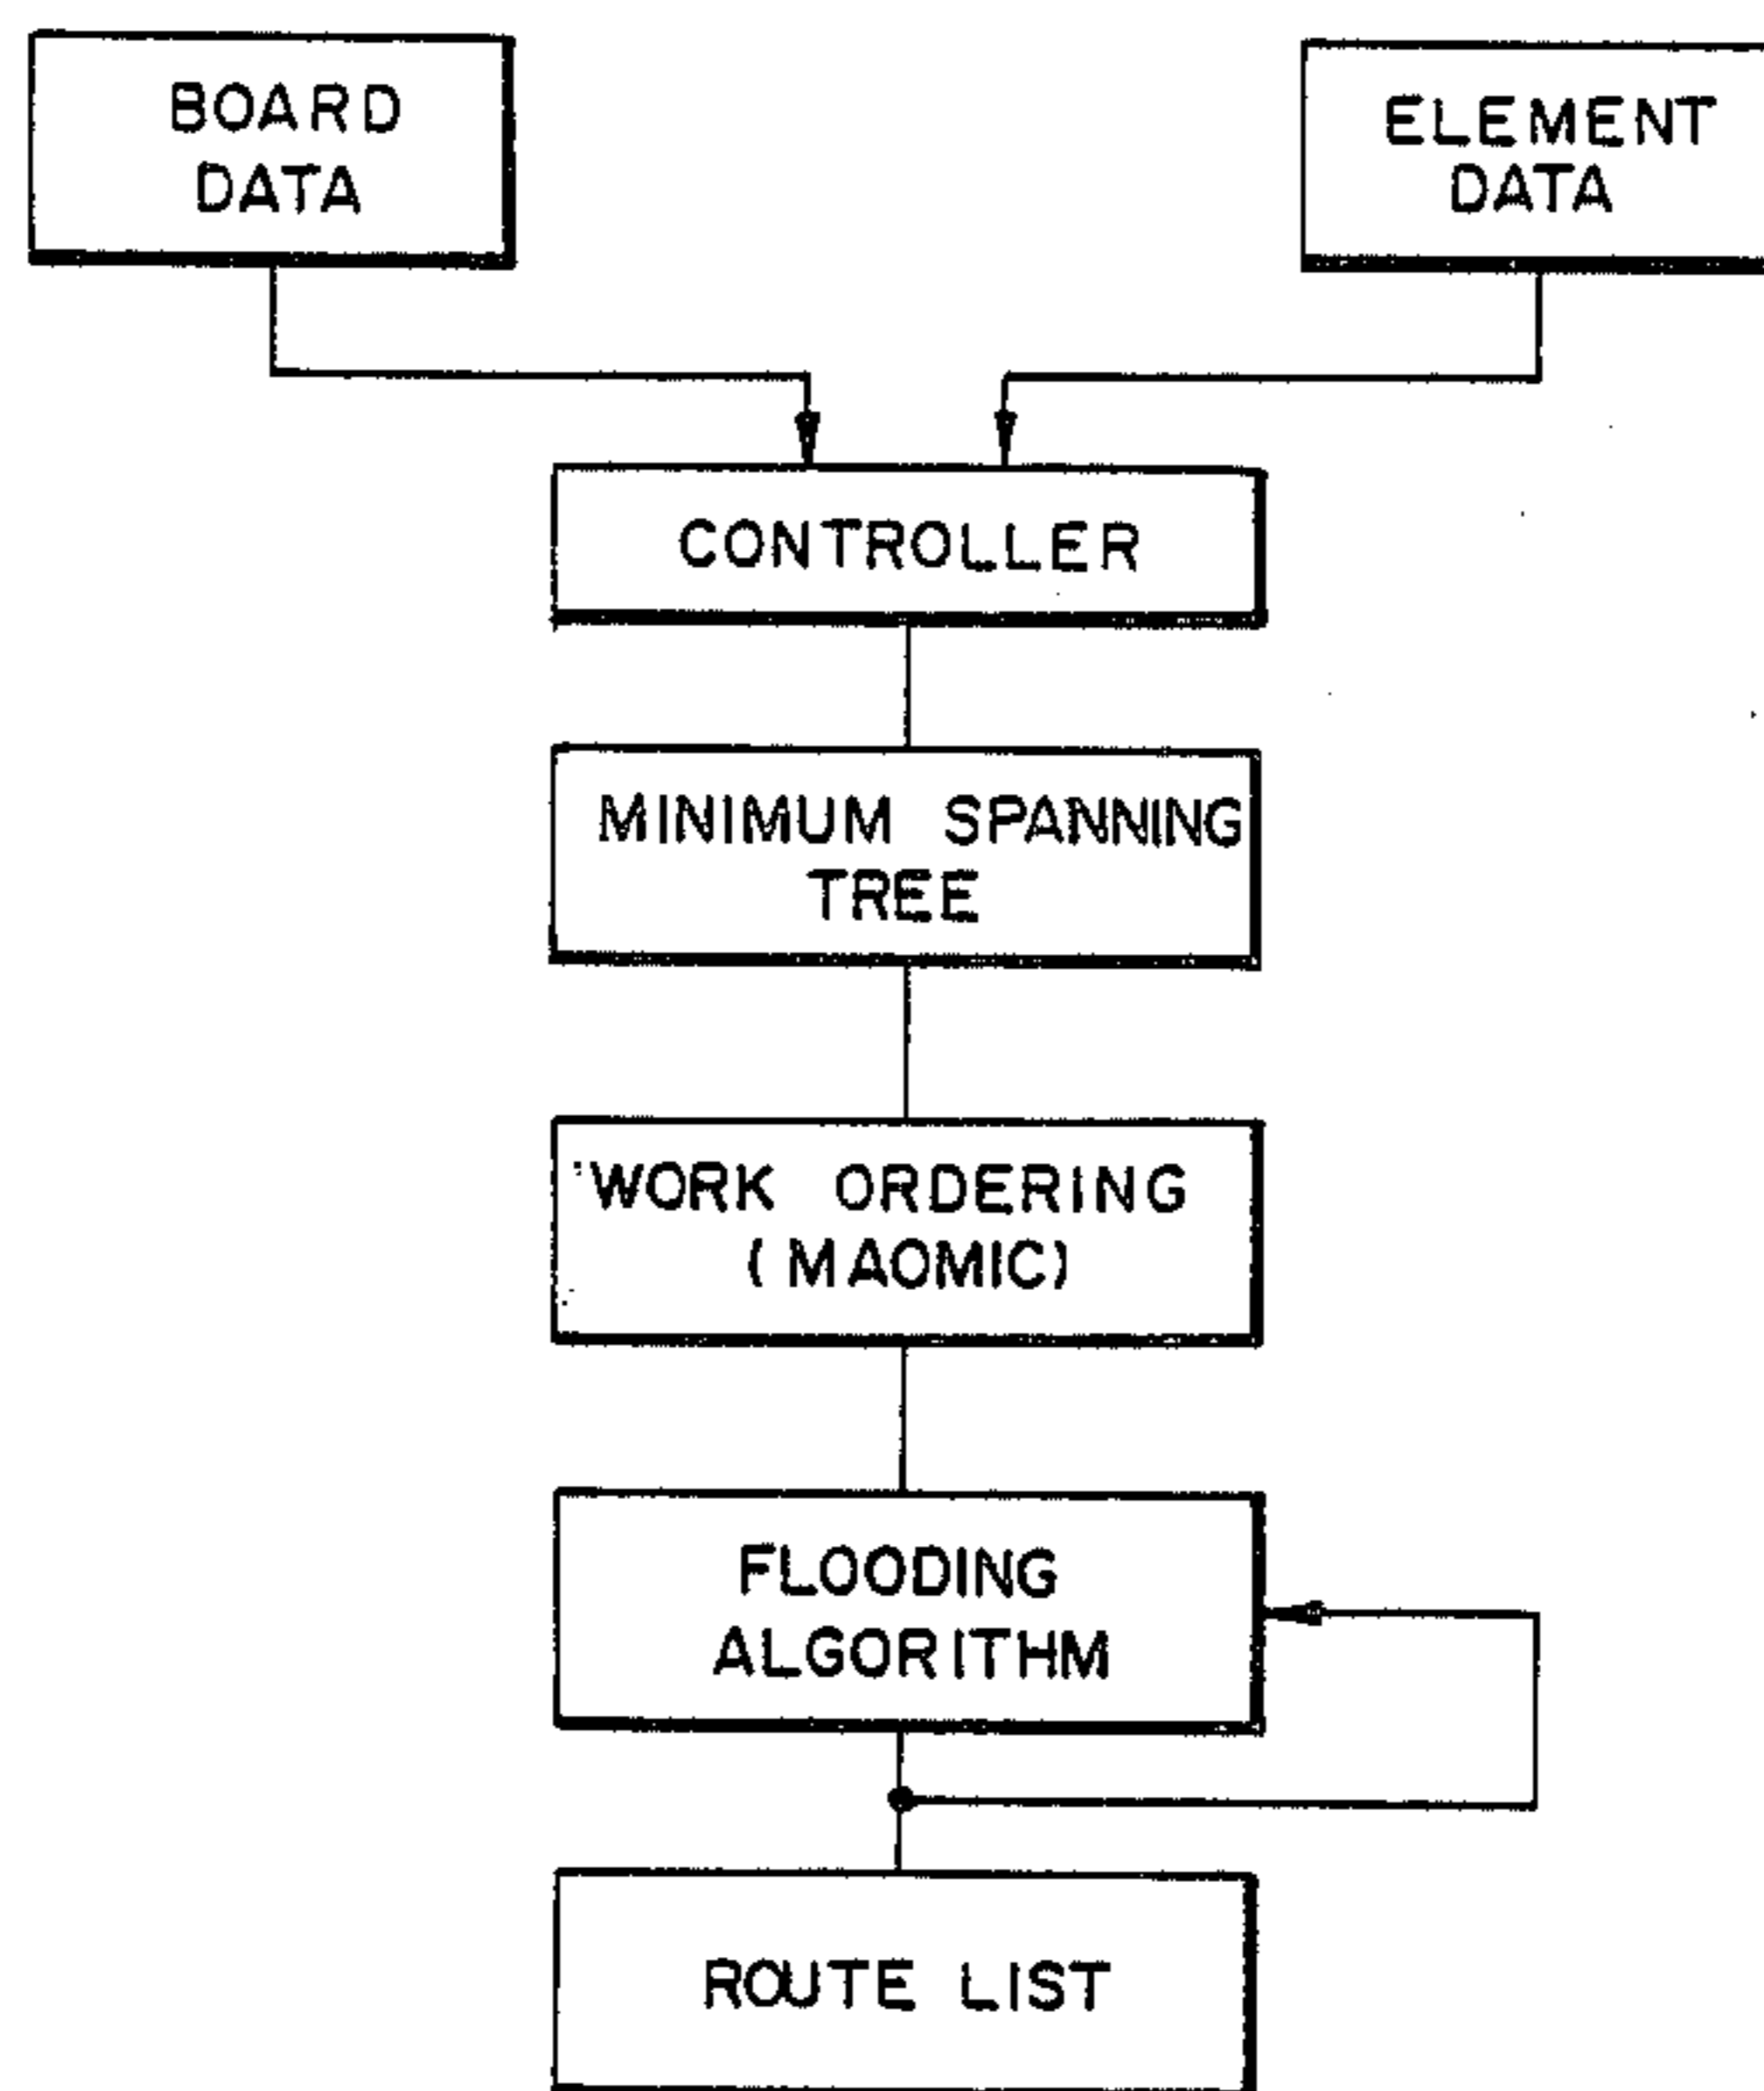 BOARD
DATA
ELEMENT
DATA
CONTROLLER
MINIMUM SPANNING
TREE
WORK ORDERING
(MAOMIC)
FLOODING
ALGORITHM
ROUTE LIST